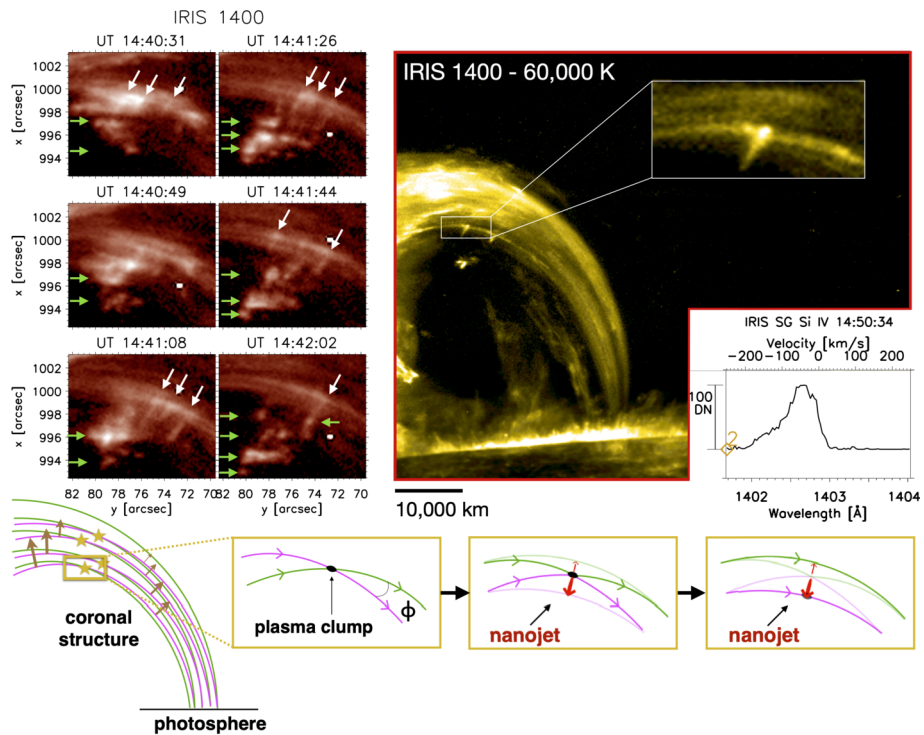 IRIS 1400
UT 14:40:31
UT 14:41:26
1002
1000
998
996
994
x [arcsec]
UT 14:40:49
UT 14:41:44
1002
1000
998
996
994
x [arcsec]
UT 14:41:08
UT 14:42:02
1002
1000
998
996
994
x [arcsec]
82 80 78 76 74 72 70 82 80 78 76 74 72 70
y [arcsec]
y [arcsec]
IRIS 1400 - 60,000 K
10,000 km
IRIS SG Si IV 14:50:34
Velocity [km/s]
-200 -100 0 100 200
100
DN
2
1402 1403 1404
Wavelength [Å]
coronal
structure
photosphere
plasma clump
ϕ
nanojet
nanojet